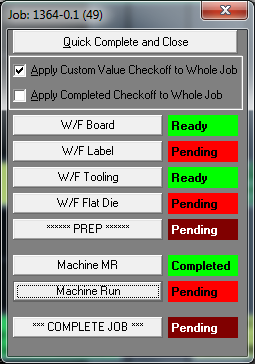 Job: 1364-0.1 (49)
Quick Complete and Close
Apply Custom Value Checkoff to Whole Job
Apply Completed Checkoff to Whole Job
W/F Board Ready
W/F Label Pending
W/F Tooling Ready
W/F Flat Die Pending
****** PREP ****** Pending
Machine MR Completed
Machine Run Pending
*** COMPLETE JOB *** Pending